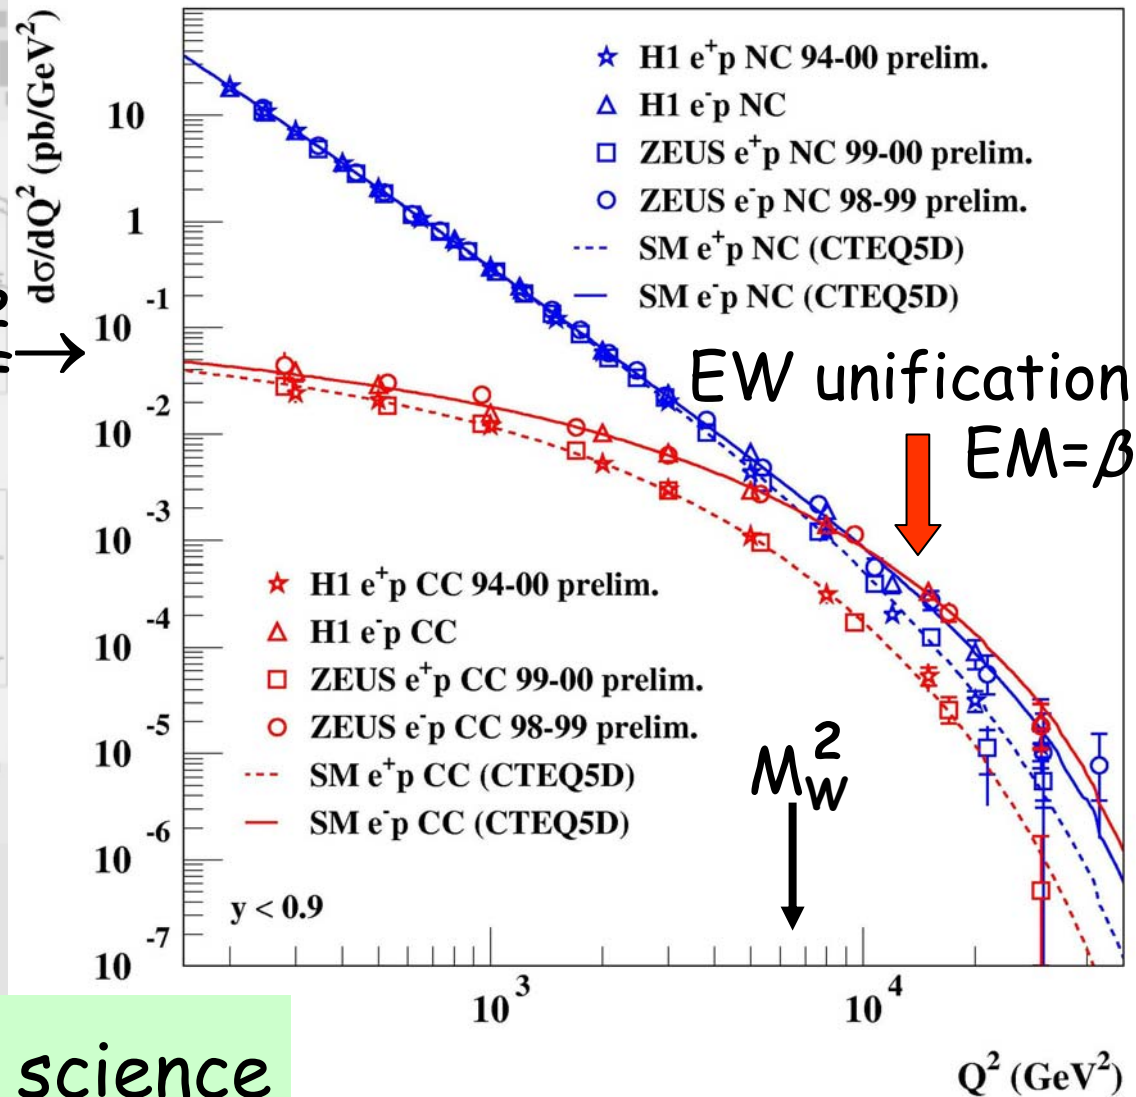 dσ/dQ² (pb/GeV²)
10
1
10⁻¹
10⁻²
10⁻³
10⁻⁴
10⁻⁵
10⁻⁶
10⁻⁷
H1 e⁺p NC 94-00 prelim.
H1 e⁻p NC
ZEUS e⁺p NC 99-00 prelim.
ZEUS e⁻p NC 98-99 prelim.
SM e⁺p NC (CTEQ5D)
SM e⁻p NC (CTEQ5D)
→
EW unification
EM=β
H1 e⁺p CC 94-00 prelim.
H1 e⁻p CC
ZEUS e⁺p CC 99-00 prelim.
ZEUS e⁻p CC 98-99 prelim.
SM e⁺p CC (CTEQ5D)
SM e⁻p CC (CTEQ5D)
M_W²
y < 0.9
10³ 10⁴
Q² (GeV²)
science